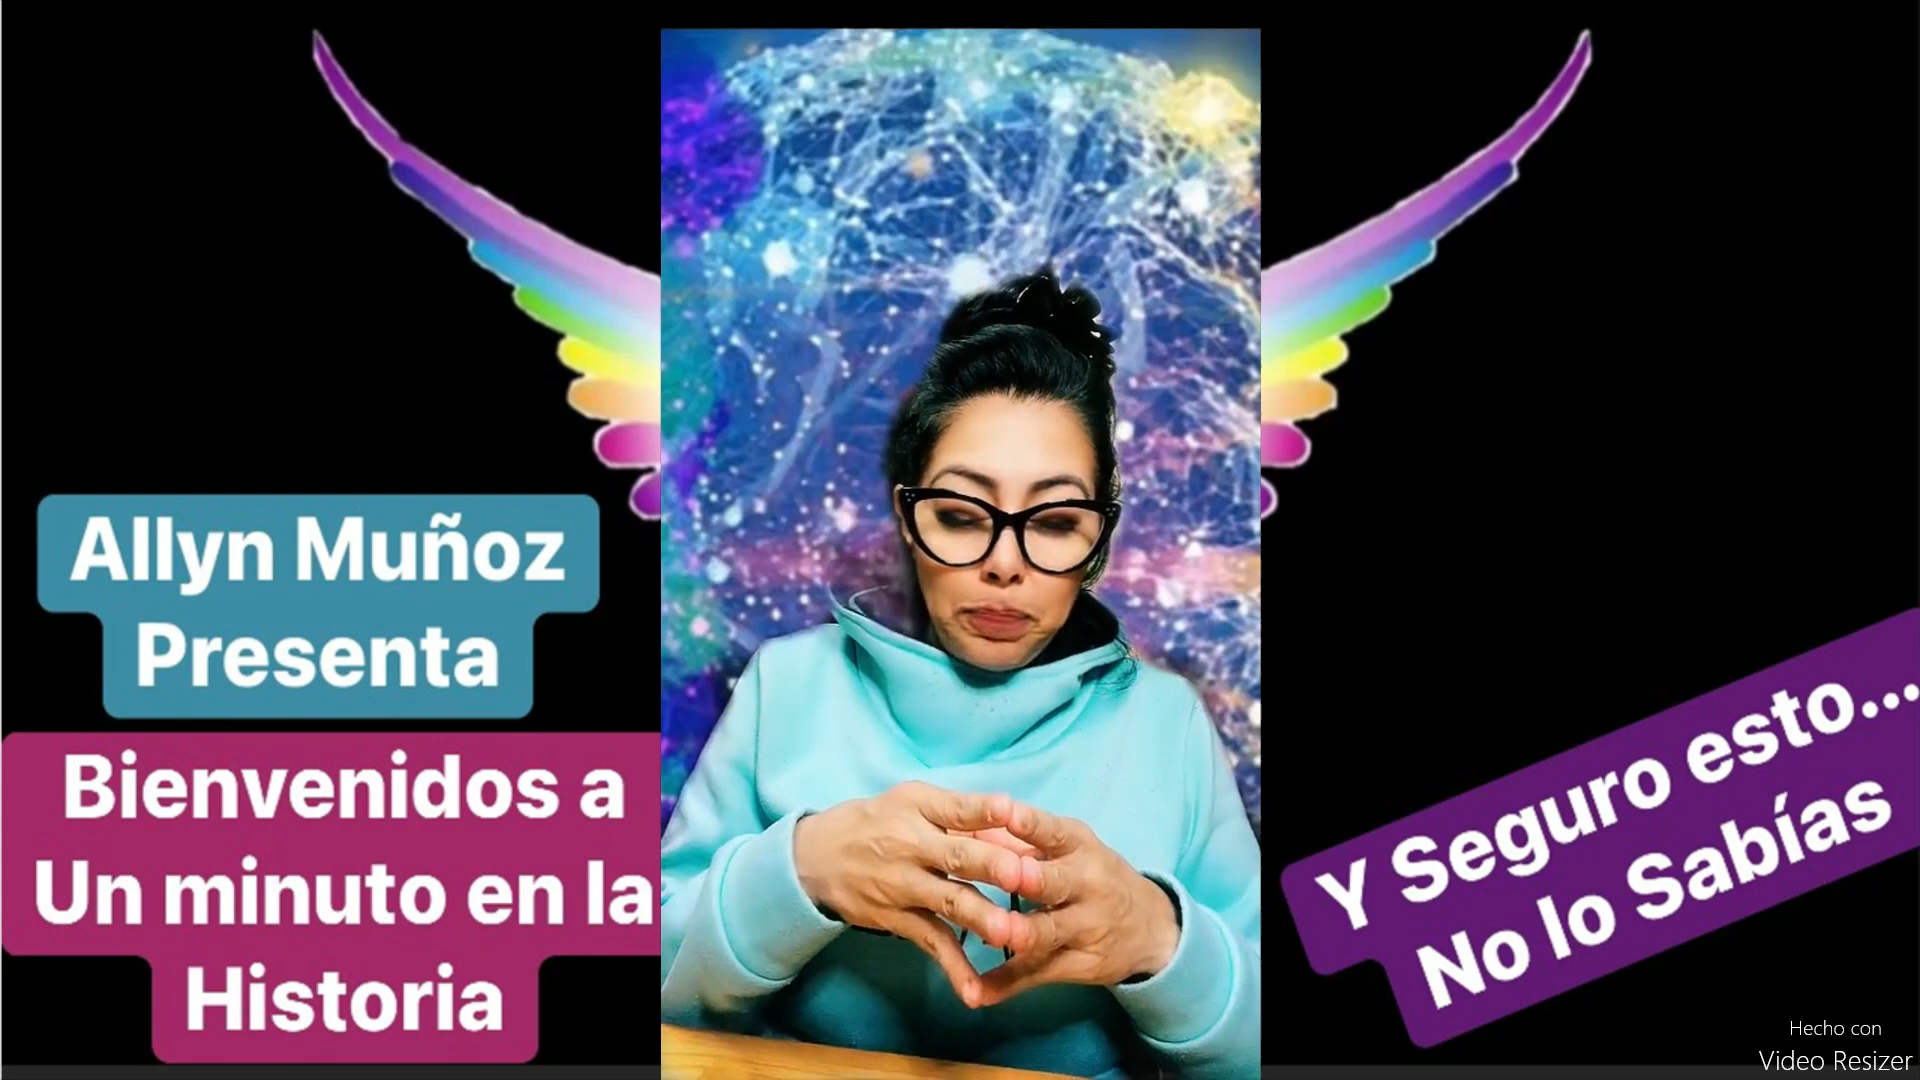 Allyn Muñoz
Presenta
Bienvenidos a
Un minuto en la
Historia
Y Seguro esto...
No lo Sabías
Hecho con
Video Resizer